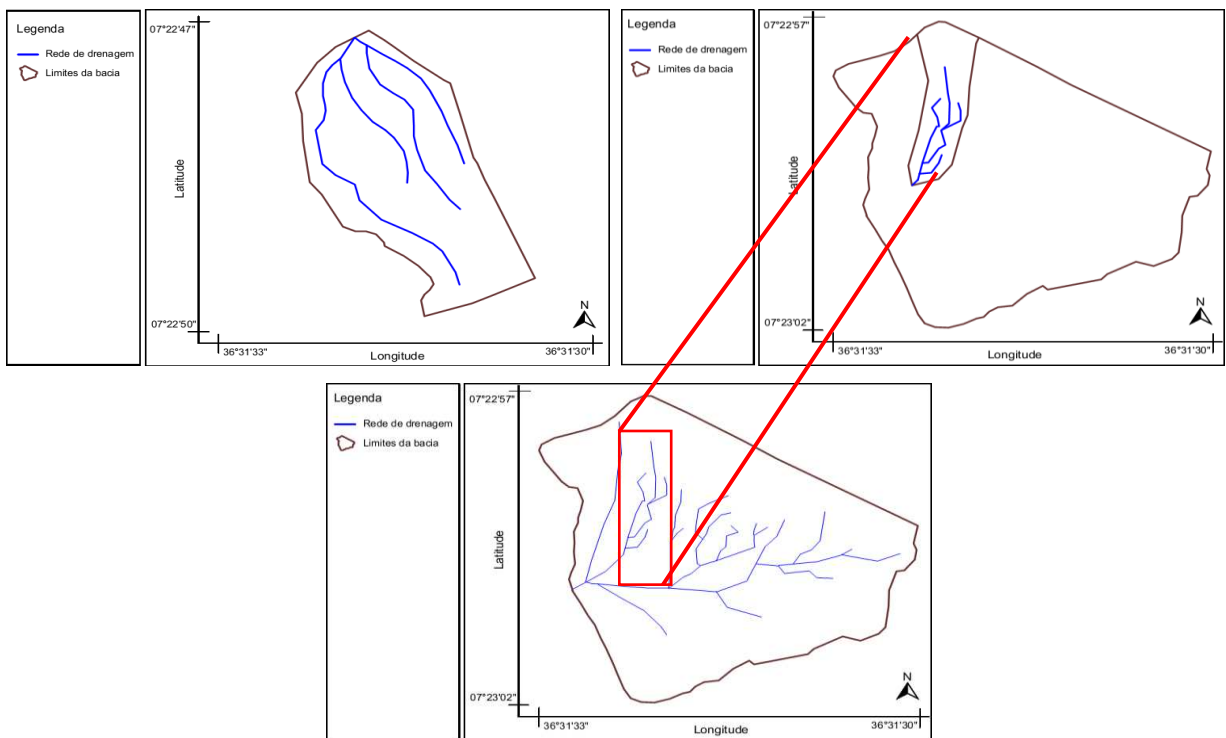 Legenda
Rede de drenagem
Limites da bacia
07°22'47"
Latitude
07°22'50"
36°31'33"
Longitude
36°31'30"
N
Legenda
Rede de drenagem
Limites da bacia
07°22'57"
Latitude
07°23'02"
36°31'33"
Longitude
36°31'30"
N
Legenda
Rede de drenagem
Limites da bacia
07°22'57"
Latitude
07°23'02"
36°31'33"
Longitude
36°31'30"
N